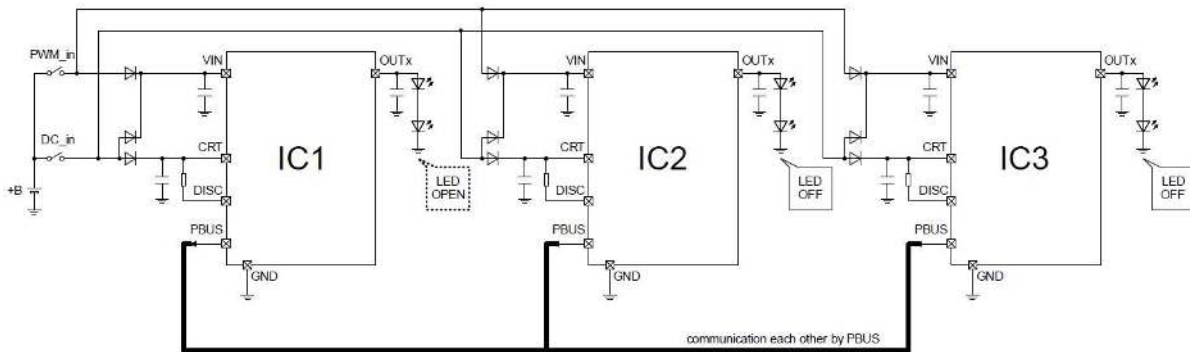 PWM_in
DC_in
+B
VIN
CRT
DISC
PBUS
GND
OUTx
IC1
LED
OPEN
VIN
CRT
DISC
PBUS
GND
OUTx
IC2
LED
OFF
VIN
CRT
DISC
PBUS
GND
OUTx
IC3
LED
OFF
communication each other by PBUS